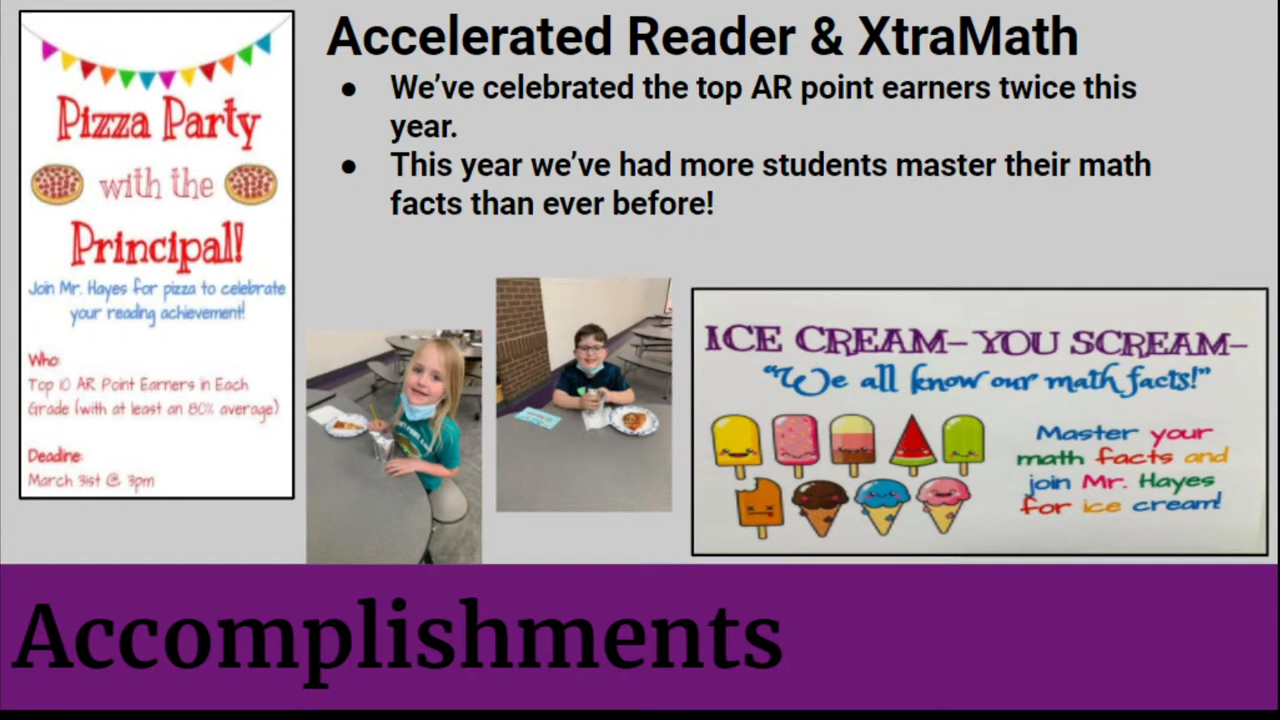 Pizza Party
with the
Principal!
Join Mr. Hayes for pizza to celebrate
your reading achievement!
Who:
Top 10 AR Point Earners in Each
Grade (with at least an 80% average)
Deadline:
March 31st @ 3pm
Accelerated Reader & XtraMath
● We’ve celebrated the top AR point earners twice this
year.
● This year we’ve had more students master their math
facts than ever before!
ICE CREAM- YOU SCREAM-
“We all know our math facts!”
Master your
math facts and
join Mr. Hayes
for ice cream!
Accomplishments